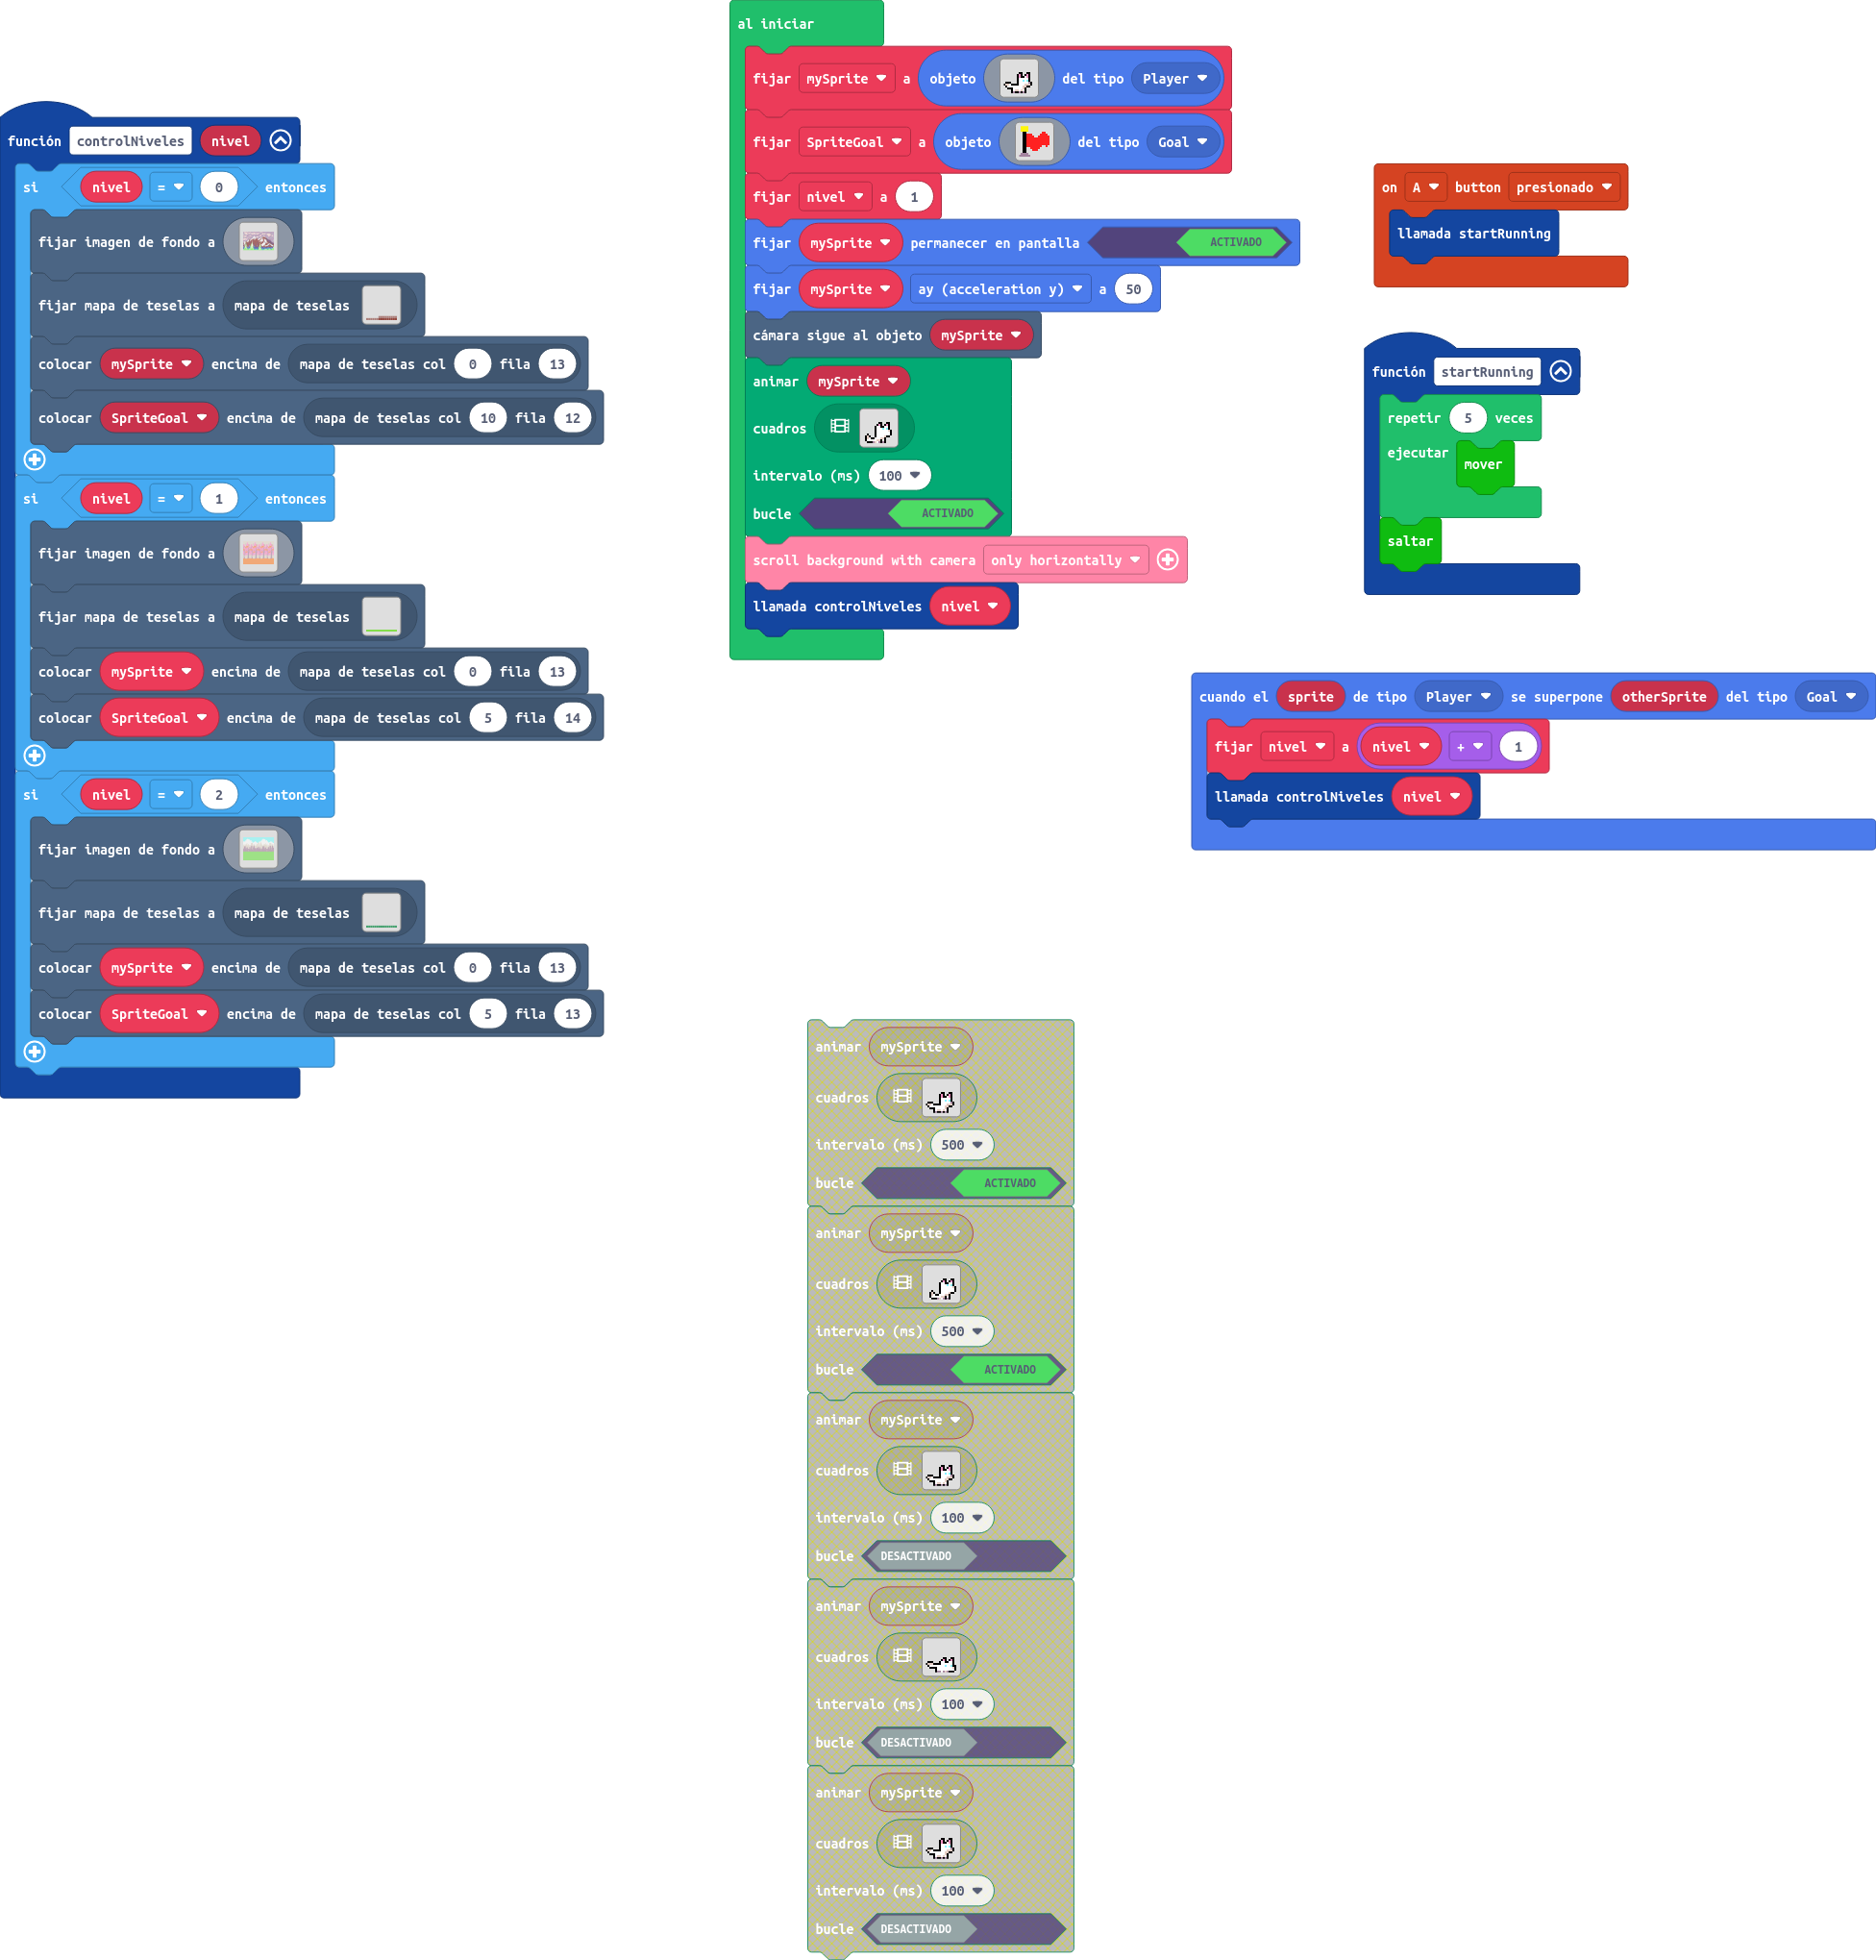 función controlNiveles nivel
si nivel = 0 entonces
fijar imagen de fondo a
fijar mapa de teselas a mapa de teselas
colocar mySprite encima de mapa de teselas col 0 fila 13
colocar SpriteGoal encima de mapa de teselas col 10 fila 12
si nivel = 1 entonces
fijar imagen de fondo a
fijar mapa de teselas a mapa de teselas
colocar mySprite encima de mapa de teselas col 0 fila 13
colocar SpriteGoal encima de mapa de teselas col 5 fila 14
si nivel = 2 entonces
fijar imagen de fondo a
fijar mapa de teselas a mapa de teselas
colocar mySprite encima de mapa de teselas col 0 fila 13
colocar SpriteGoal encima de mapa de teselas col 5 fila 13
al iniciar
fijar mySprite a objeto del tipo Player
fijar SpriteGoal a objeto del tipo Goal
fijar nivel a 1
fijar mySprite permanecer en pantalla ACTIVADO
fijar mySprite ay (acceleration y) a 50
cámara sigue al objeto mySprite
animar mySprite
cuadros
intervalo (ms) 100
bucle ACTIVADO
scroll background with camera only horizontally
llamada controlNiveles nivel
on A button presionado
llamada startRunning
función startRunning
repetir 5 veces
ejecutar mover
saltar
cuando el sprite de tipo Player se superpone otherSprite del tipo Goal
fijar nivel a nivel + 1
llamada controlNiveles nivel
animar mySprite
cuadros
intervalo (ms) 500
bucle ACTIVADO
animar mySprite
cuadros
intervalo (ms) 500
bucle ACTIVADO
animar mySprite
cuadros
intervalo (ms) 100
bucle DESACTIVADO
animar mySprite
cuadros
intervalo (ms) 100
bucle DESACTIVADO
animar mySprite
cuadros
intervalo (ms) 100
bucle DESACTIVADO